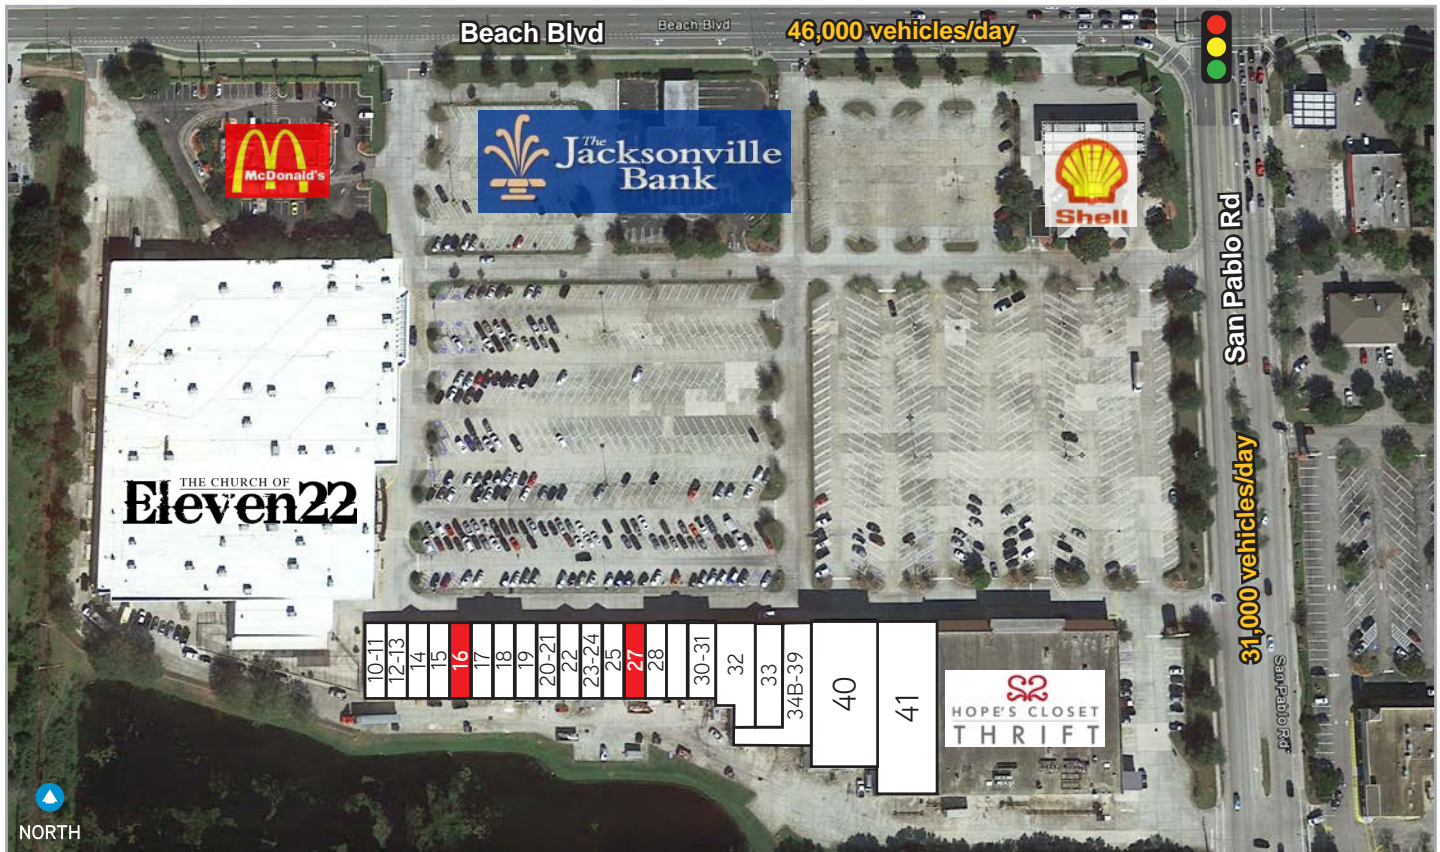 Beach Blvd
Beach Blvd
46,000 vehicles/day
McDonald's
The
Jacksonville
Bank
Shell
San Pablo Rd
THE CHURCH OF
Eleven22
31,000 vehicles/day
San Pablo Rd
10-11
12-13
14
15
16
17
18
19
20-21
22
23-24
25
27
28
30-31
32
33
34B-39
40
41
HOPE'S CLOSET
THRIFT
NORTH